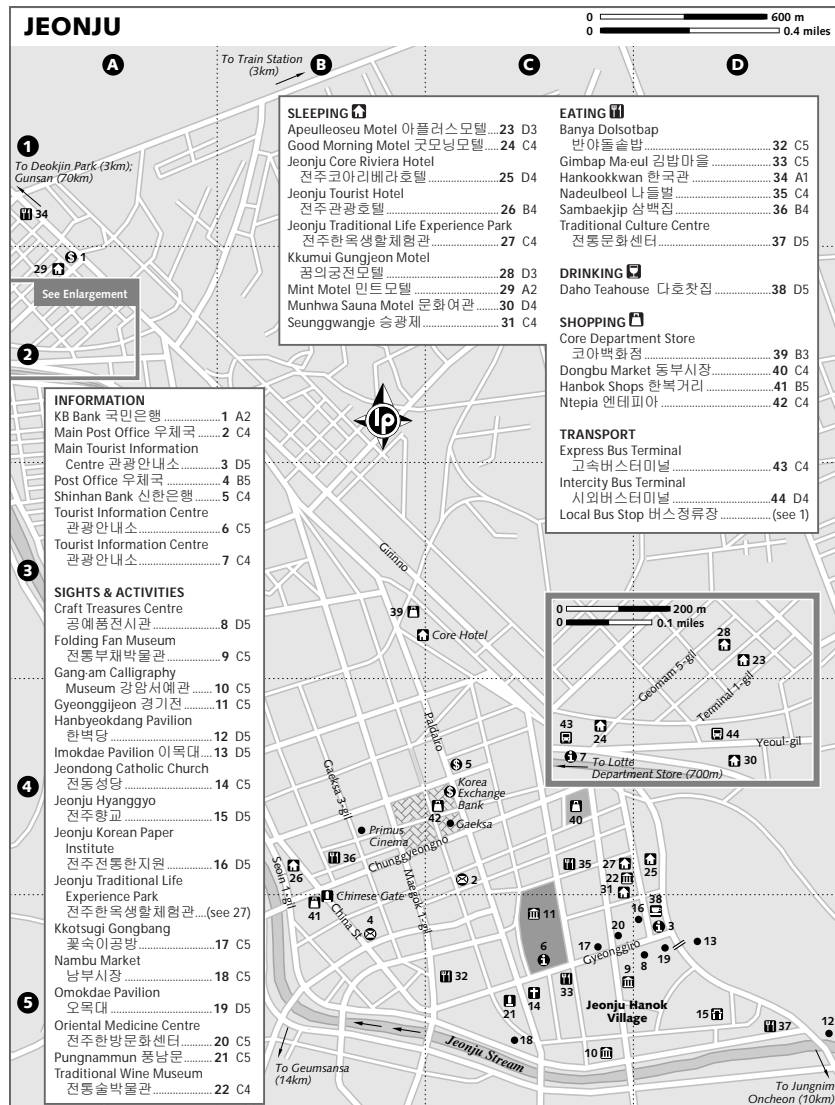 JEONJU
0 600 m
0 0.4 miles
A B C D
To Train Station
(3km)
1
To Deokjin Park (3km);
Gunsan (70km)
34
1
29
See Enlargement
2
SLEEPING
Apeulleoseu Motel 아플러스모텔....23 D3
Good Morning Motel 굿모닝모텔..24 C4
Jeonju Core Riviera Hotel
전주코아리베라호텔..................25 D4
Jeonju Tourist Hotel
전주관광호텔..................26 B4
Jeonju Traditional Life Experience Park
전주한옥생활체험관..................27 C4
Kkumui Gungjeon Motel
꿈의궁전모텔..................28 D3
Mint Motel 민트모텔..................29 A2
Munhwa Sauna Motel 문화여관....30 D4
Seunggwangje 승광제..................31 C4
EATING
Banya Dolsotbap
반야돌솥밥..................32 C5
Gimbap Ma-eul 김밥마을..................33 C5
Hankookkwan 한국관..................34 A1
Nadeulbeol 나들벌..................35 C4
Sambaekjip 삼백집..................36 B4
Traditional Culture Centre
전통문화센터..................37 D5
DRINKING
Daho Teahouse 다호찻집..................38 D5
SHOPPING
Core Department Store
코아백화점..................39 B3
Dongbu Market 동부시장..................40 C4
Hanbok Shops 한복거리..................41 B5
Ntepia 엔테피아..................42 C4
TRANSPORT
Express Bus Terminal
고속버스터미널..................43 C4
Intercity Bus Terminal
시외버스터미널..................44 D4
Local Bus Stop 버스정류장..................(see 1)
INFORMATION
KB Bank 국민은행..................1 A2
Main Post Office 우체국......2 C4
Main Tourist Information
Centre 관광안내소..................3 D5
Post Office 우체국..................4 B5
Shinhan Bank 신한은행......5 C4
Tourist Information Centre
관광안내소..................6 C5
Tourist Information Centre
관광안내소..................7 C4
SIGHTS & ACTIVITIES
Craft Treasures Centre
공예품전시관..................8 D5
Folding Fan Museum
전통부채박물관..................9 C5
Gang-am Calligraphy
Museum 강암서예관......10 C5
Gyeonggijeon 경기전......11 C5
Hanbyeokdang Pavilion
한벽당..................12 D5
Imokdae Pavilion 이목대....13 D5
Jeondong Catholic Church
전동성당..................14 C5
Jeonju Hyanggyo
전주향교..................15 D5
Jeonju Korean Paper
Institute
전주전통한지원..................16 D5
Jeonju Traditional Life
Experience Park
전주한옥생활체험관....(see 27)
Kkotsugi Gongbang
꽃숙이공방..................17 C5
Nambu Market
남부시장..................18 C5
Omokdae Pavilion
오목대..................19 D5
Oriental Medicine Centre
전주한방문화센터..................20 C5
Pungnammun 풍남문......21 C5
Traditional Wine Museum
전통술박물관..................22 C4
3
4
5
lp
Girinno
39
Core Hotel
0 200 m
0 0.1 miles
28
23
Geomam 5-gil
Terminal 1-gil
43
24
44
Yeoul-gil
7
To Lotte
Department Store (700m)
30
Paldalro
5
Korea
Exchange
Bank
Gaeksa 3-gil
42
Gaeksa
40
Primus
Cinema
36
Chunggyeongno
26
Seoin 1-gil
35
27
25
22
2
31
Maegok 1-gil
Chinese Gate
41
China St
4
38
11
16
3
20
13
6
17
Gyeonggiro
8
19
32
9
33
21
14
Jeonju Hanok
Village
15
37
12
18
10
Jeonju Stream
To Geumsansa
(14km)
To Jungnim
Oncheon (10km)